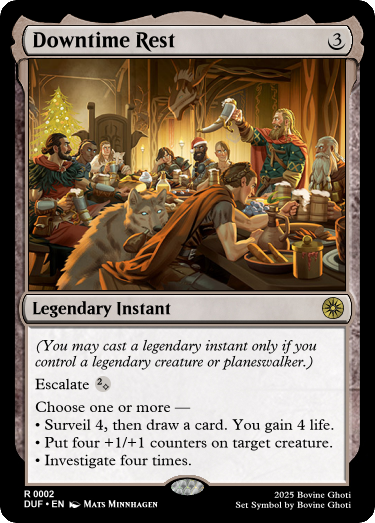 Downtime Rest 3
Legendary Instant
(You may cast a legendary instant only if you
control a legendary creature or planeswalker.)
Escalate 2
Choose one or more —
• Surveil 4, then draw a card. You gain 4 life.
• Put four +1/+1 counters on target creature.
• Investigate four times.
R 0002
DUF • EN Mats Minnhagen
2025 Bovine Ghoti
Set Symbol by Bovine Ghoti